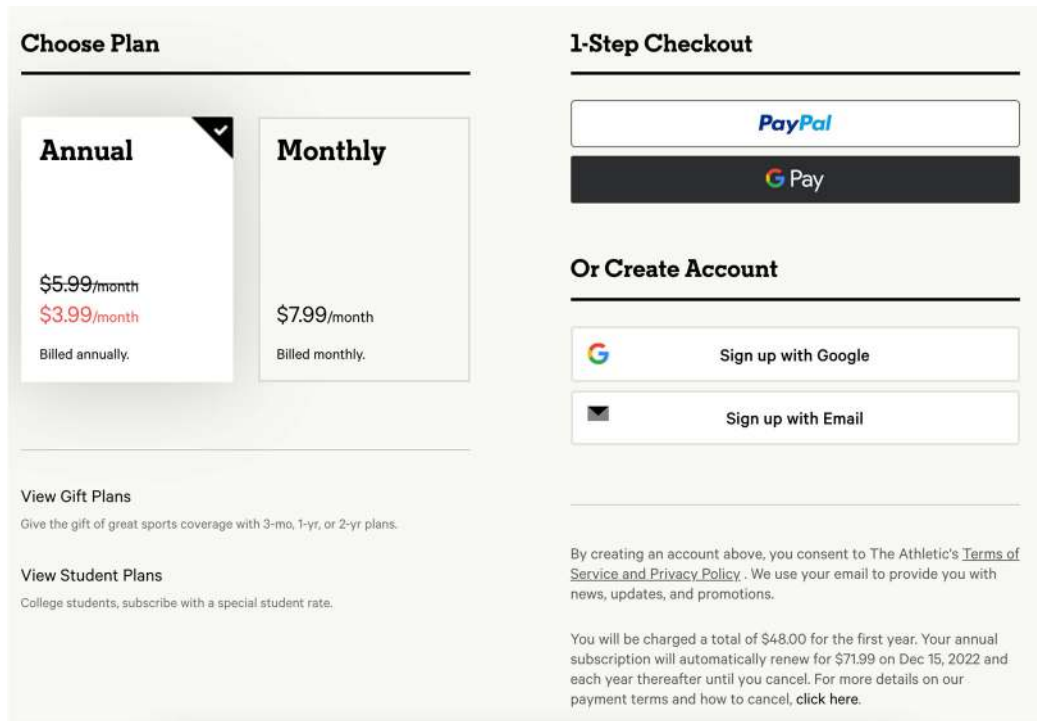 Choose Plan
Annual
$5.99/month
$3.99/month
Billed annually.
Monthly
$7.99/month
Billed monthly.
View Gift Plans
Give the gift of great sports coverage with 3-mo, 1-yr, or 2-yr plans.
View Student Plans
College students, subscribe with a special student rate.
1-Step Checkout
PayPal
G Pay
Or Create Account
G Sign up with Google
Sign up with Email
By creating an account above, you consent to The Athletic's Terms of
Service and Privacy Policy . We use your email to provide you with
news, updates, and promotions.
You will be charged a total of $48.00 for the first year. Your annual
subscription will automatically renew for $71.99 on Dec 15, 2022 and
each year thereafter until you cancel. For more details on our
payment terms and how to cancel, click here.